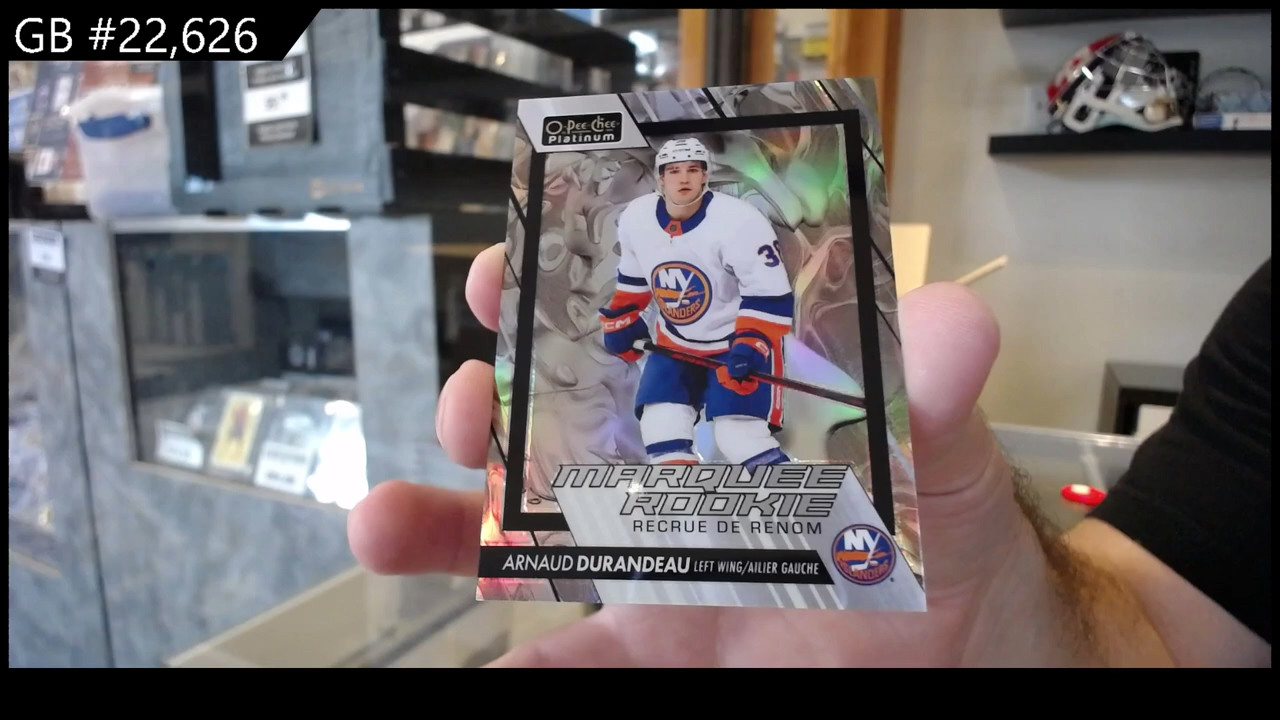 GB #22,626
O-Pee-Chee
Platinum
38
NY
ISLANDERS
CCM
MARQUEE
ROOKIE
RECRUE DE RENOM
ARNAUD DURANDEAU LEFT WING/AILIER GAUCHE
NY
ISLANDERS